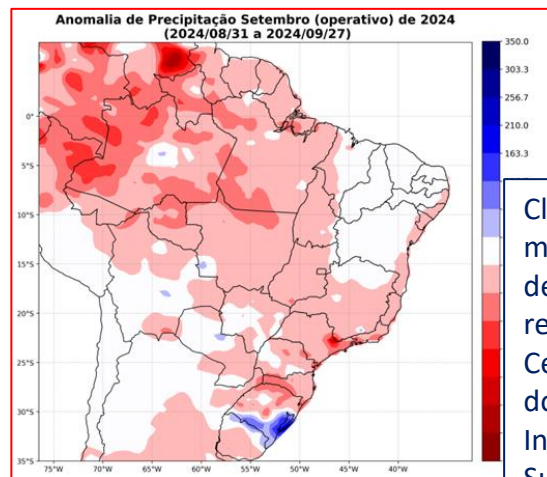 Anomalia de Precipitação Setembro (operativo) de 2024
(2024/08/31 a 2024/09/27)
350.0
303.3
256.7
210.0
163.3
0°
5°S
10°S
15°S
20°S
25°S
30°S
35°S
75°W
70°W
65°W
60°W
55°W
50°W
45°W
40°W